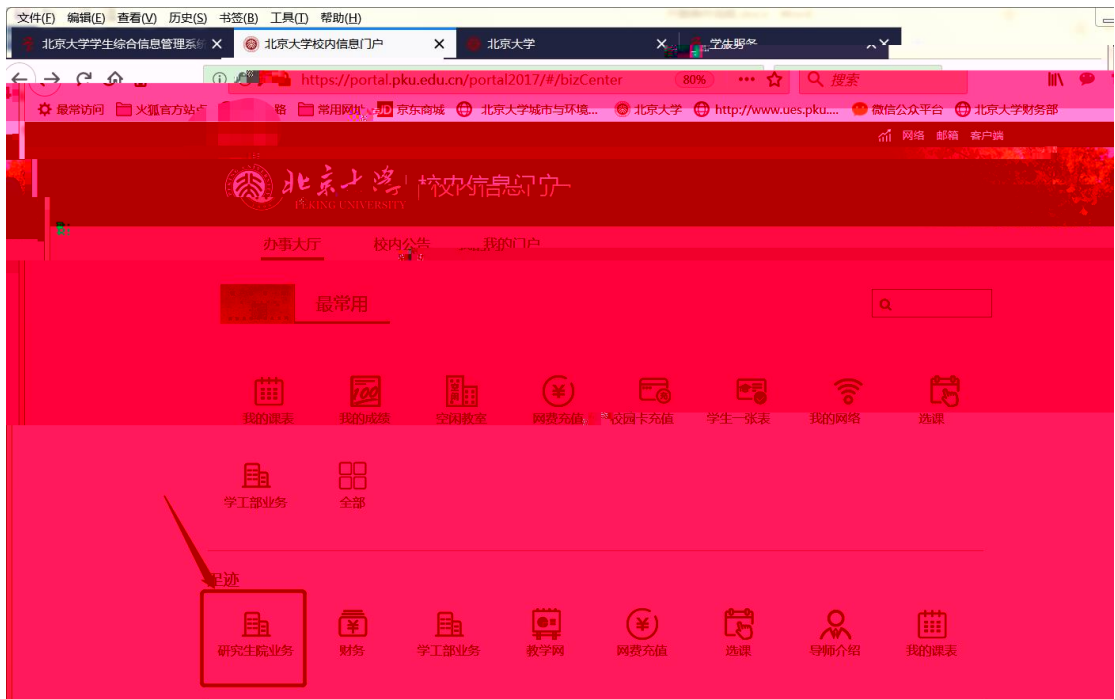 文件(F) 编辑(E) 查看(V) 历史(S) 书签(B) 工具(T) 帮助(H)
北京大学学生综合信息管理系统 北京大学校内信息门户 北京大学
https://portal.pku.edu.cn/portal2017/#/bizCenter 80% 搜索
最常访问 火狐官方站点 常用网址 JD 京东商城 北京大学城市与环境... 北京大学 http://www.ues.pku.... 微信公众平台 北京大学财务部
网络 邮箱 客户端
北京大学 校内信息门户
PEKING UNIVERSITY
办事大厅 校内公告 我的门户
最常用
我的课表 我的成绩 空闲教室 网费充值 校园卡充值 学生一张表 我的网络 选课
学工部业务 全部
足迹
研究生院业务 财务 学工部业务 教学网 网费充值 选课 导师介绍 我的课表